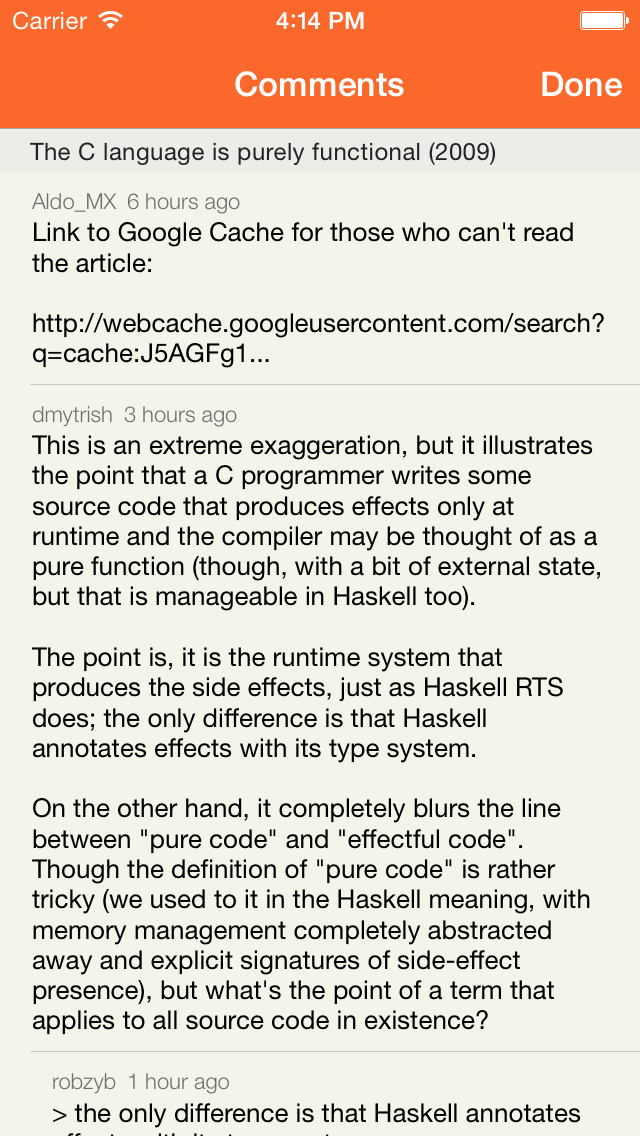 Carrier 4:14 PM
Comments Done
The C language is purely functional (2009)
Aldo_MX 6 hours ago
Link to Google Cache for those who can't read
the article:
http://webcache.googleusercontent.com/search?
q=cache:J5AGFg1...
dmytrish 3 hours ago
This is an extreme exaggeration, but it illustrates
the point that a C programmer writes some
source code that produces effects only at
runtime and the compiler may be thought of as a
pure function (though, with a bit of external state,
but that is manageable in Haskell too).
The point is, it is the runtime system that
produces the side effects, just as Haskell RTS
does; the only difference is that Haskell
annotates effects with its type system.
On the other hand, it completely blurs the line
between "pure code" and "effectful code".
Though the definition of "pure code" is rather
tricky (we used to it in the Haskell meaning, with
memory management completely abstracted
away and explicit signatures of side-effect
presence), but what's the point of a term that
applies to all source code in existence?
robzyb 1 hour ago
> the only difference is that Haskell annotates